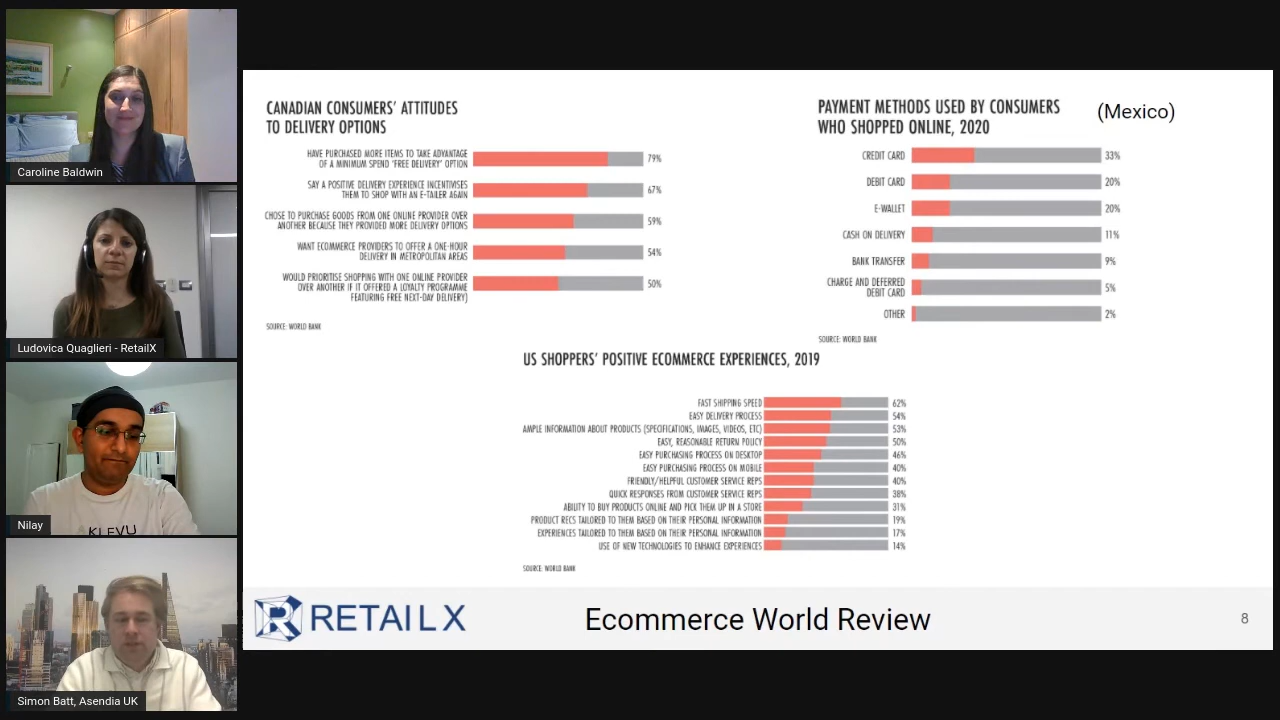 Caroline Baldwin
Ludovica Quaglieri - RetailX
KLEVU
Nilay
Simon Batt, Asendia UK
CANADIAN CONSUMERS' ATTITUDES
TO DELIVERY OPTIONS
HAVE PURCHASED MORE ITEMS TO TAKE ADVANTAGE
OF A MINIMUM SPEND "FREE DELIVERY" OPTION
79%
SAY A POSITIVE DELIVERY EXPERIENCE INCENTIVISES
THEM TO SHOP WITH AN E-TAILER AGAIN
67%
CHOSE TO PURCHASE GOODS FROM ONE ONLINE PROVIDER OVER
ANOTHER BECAUSE THEY PROVIDED MORE DELIVERY OPTIONS
59%
WANT ECOMMERCE PROVIDERS TO OFFER A ONE-HOUR
DELIVERY IN METROPOLITAN AREAS
54%
WOULD PRIORITISE SHOPPING WITH ONE ONLINE PROVIDER
OVER ANOTHER IF IT OFFERED A LOYALTY PROGRAMME
FEATURING FREE NEXT-DAY DELIVERY)
50%
SOURCE: WORLD BANK
PAYMENT METHODS USED BY CONSUMERS
WHO SHOPPED ONLINE, 2020
(Mexico)
CREDIT CARD 33%
DEBIT CARD 20%
E-WALLET 20%
CASH ON DELIVERY 11%
BANK TRANSFER 9%
CHARGE AND DEFERRED
DEBIT CARD
5%
OTHER 2%
SOURCE: WORLD BANK
US SHOPPERS' POSITIVE ECOMMERCE EXPERIENCES, 2019
FAST SHIPPING SPEED 62%
EASY DELIVERY PROCESS 54%
AMPLE INFORMATION ABOUT PRODUCTS (SPECIFICATIONS, IMAGES, VIDEOS, ETC) 53%
EASY, REASONABLE RETURN POLICY 50%
EASY PURCHASING PROCESS ON DESKTOP 46%
EASY PURCHASING PROCESS ON MOBILE 40%
FRIENDLY/HELPFUL CUSTOMER SERVICE REPS 40%
QUICK RESPONSES FROM CUSTOMER SERVICE REPS 38%
ABILITY TO BUY PRODUCTS ONLINE AND PICK THEM UP IN A STORE 31%
PRODUCT RECS TAILORED TO THEM BASED ON THEIR PERSONAL INFORMATION 19%
EXPERIENCES TAILORED TO THEM BASED ON THEIR PERSONAL INFORMATION 17%
USE OF NEW TECHNOLOGIES TO ENHANCE EXPERIENCES 14%
SOURCE: WORLD BANK
RETAIL X
Ecommerce World Review
8